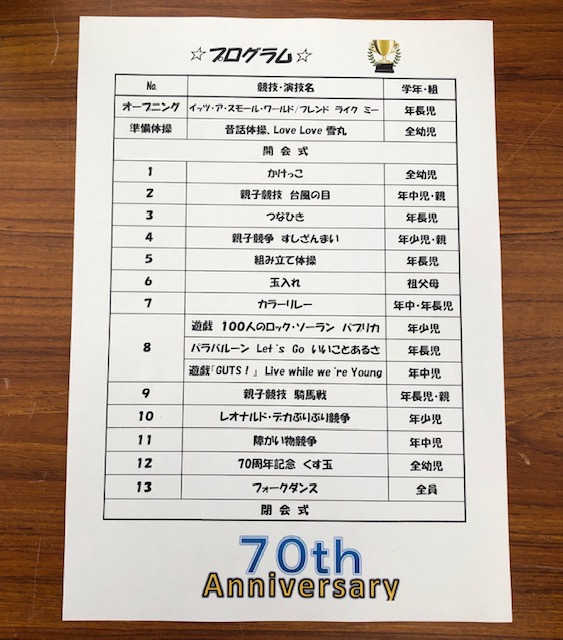 ☆プログラム☆
No. 競技・演技名 学年・組
オープニング イッツ・ア・スモール・ワールド/フレンド ライク ミー 年長児
準備体操 昔話体操、Love Love 雪丸 全幼児
開 会 式
1 かけっこ 全幼児
2 親子競技 台風の目 年中児・親
3 つなひき 年長児
4 親子競争 すしざんまい 年少児・親
5 組み立て体操 年長児
6 玉入れ 祖父母
7 カラーリレー 年中・年長児
8 遊戯 100人のロック・ソーラン パプリカ 年少児
パラバルーン Let's Go いいことあるさ 年長児
遊戯『GUTS!』 Live while we're Young 年中児
9 親子競技 騎馬戦 年長児・親
10 レオナルド・デカぷりぷり競争 年少児
11 障がい物競争 年中児
12 70周年記念 くす玉 全幼児
13 フォークダンス 全員
閉 会 式
70th
Anniversary